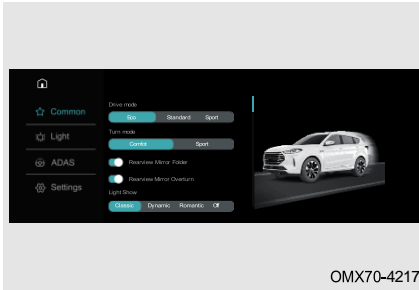 Common
Light
ADAS
Settings
Drive mode
Eco Standard Sport
Turn mode
Comfot Sport
Rearview Mirror Folder
Rearview Mirror Overturn
Light Show
Classic Dynamic Romantic Off
OMX70-4217